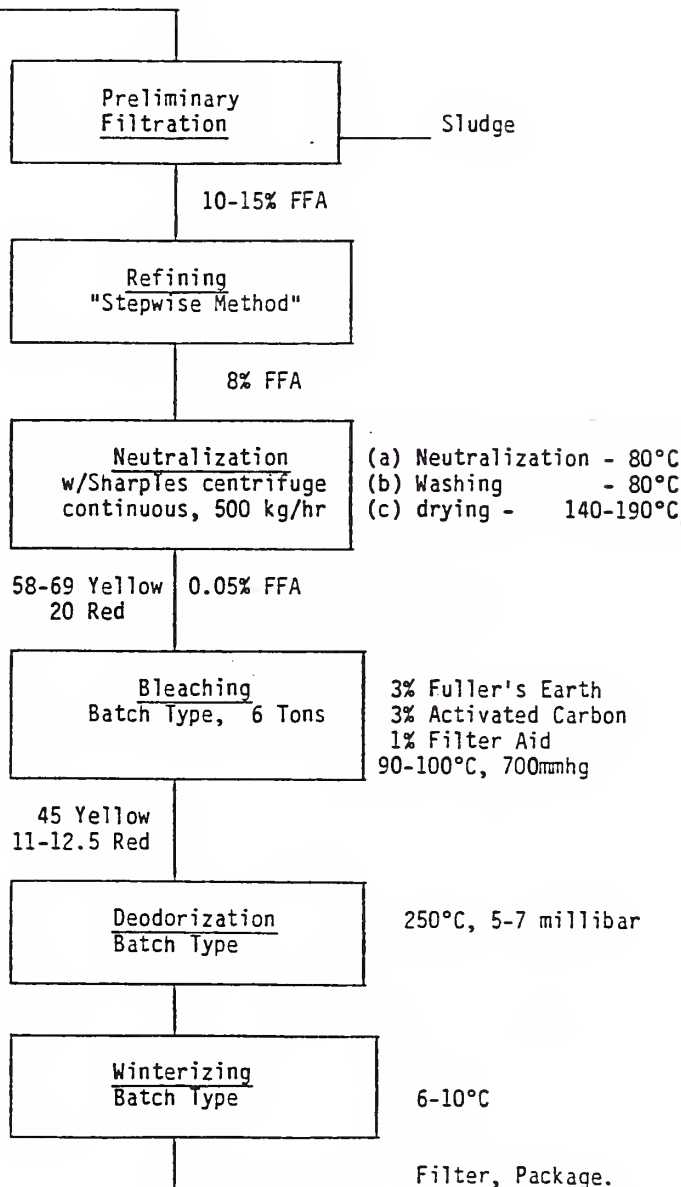 Preliminary
Filtration
Sludge
10-15% FFA
Refining
"Stepwise Method"
8% FFA
Neutralization
w/Sharples centrifuge
continuous, 500 kg/hr
(a) Neutralization - 80°C
(b) Washing - 80°C
(c) drying - 140-190°C
58-69 Yellow
20 Red
0.05% FFA
Bleaching
Batch Type, 6 Tons
3% Fuller's Earth
3% Activated Carbon
1% Filter Aid
90-100°C, 700mmhg
45 Yellow
11-12.5 Red
Deodorization
Batch Type
250°C, 5-7 millibar
Winterizing
Batch Type
6-10°C
Filter, Package.